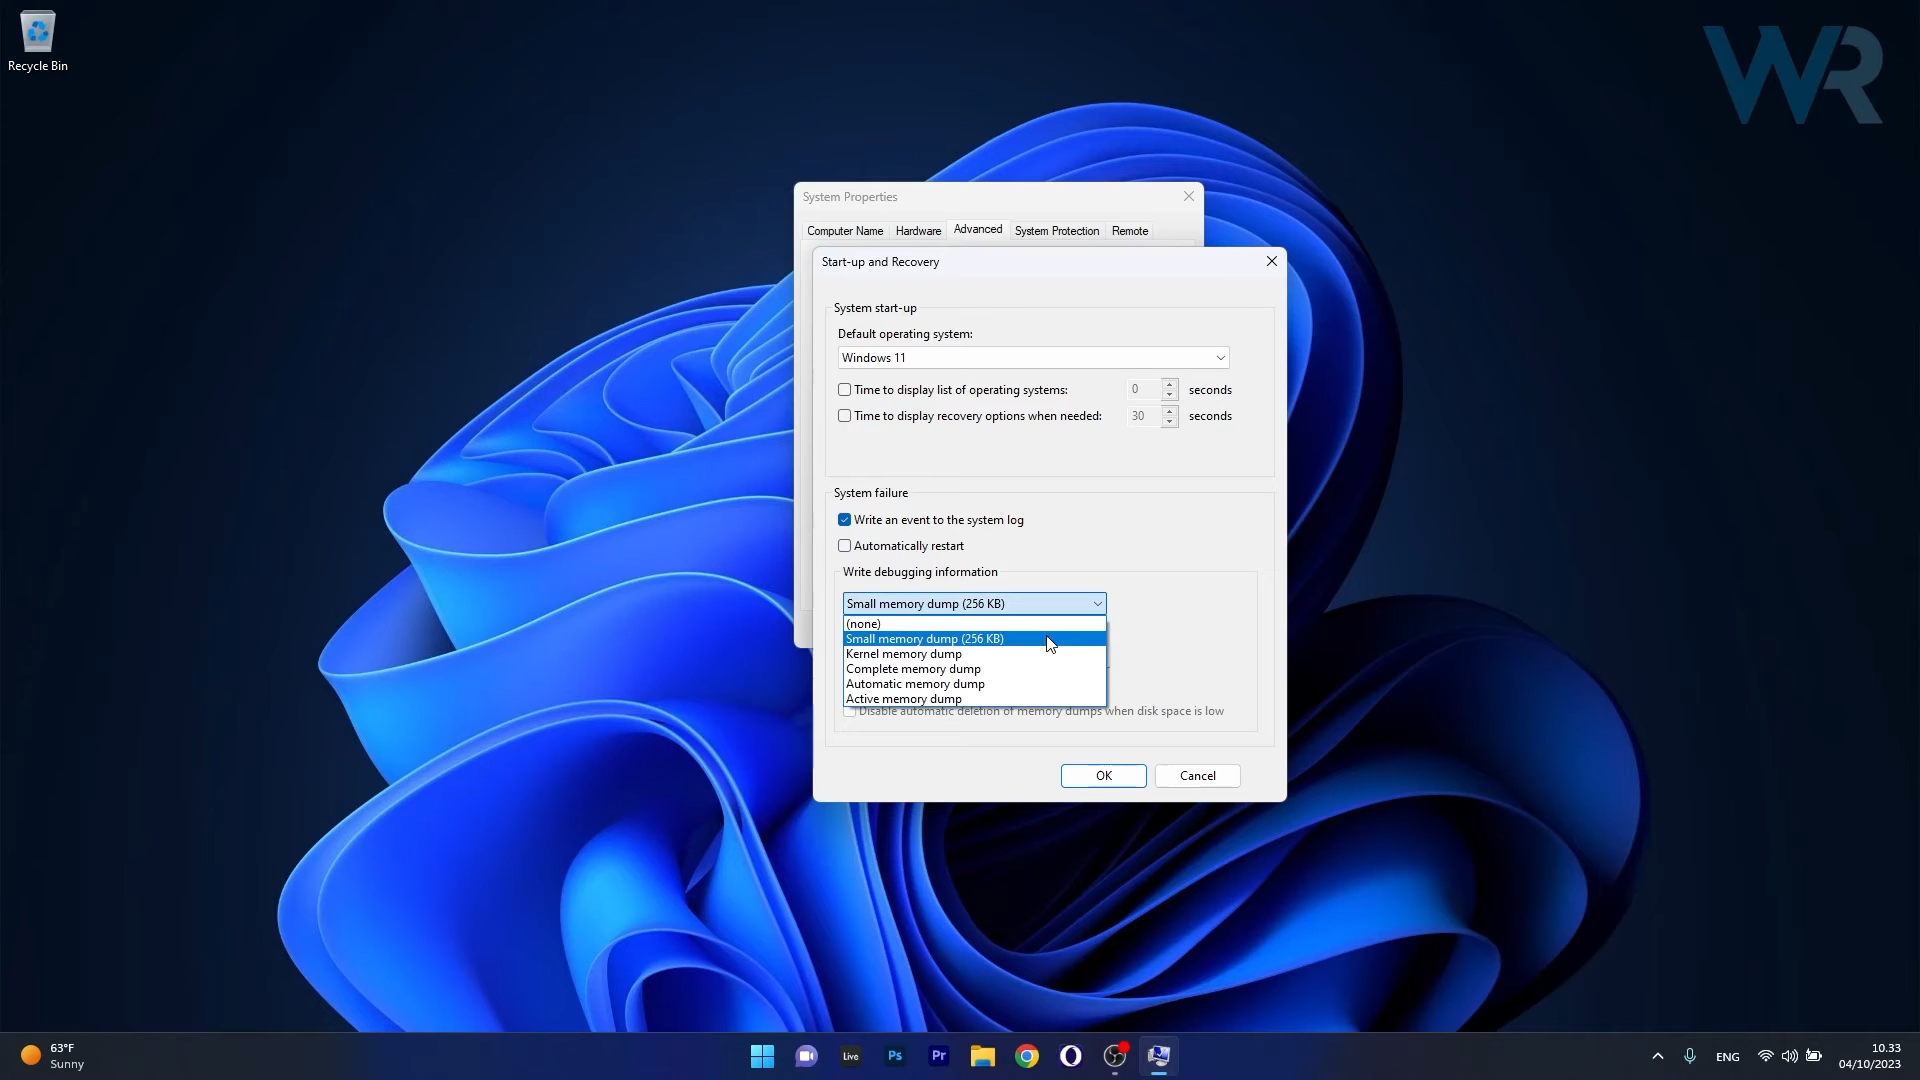 Recycle Bin
WR
System Properties
Computer Name Hardware Advanced System Protection Remote
Start-up and Recovery
System start-up
Default operating system:
Windows 11
Time to display list of operating systems: 0 seconds
Time to display recovery options when needed: 30 seconds
System failure
Write an event to the system log
Automatically restart
Write debugging information
Small memory dump (256 KB)
(none)
Small memory dump (256 KB)
Kernel memory dump
Complete memory dump
Automatic memory dump
Active memory dump
Disable automatic deletion of memory dumps when disk space is low
OK Cancel
63°F
Sunny
Live Ps Pr
ENG
10.33
04/10/2023